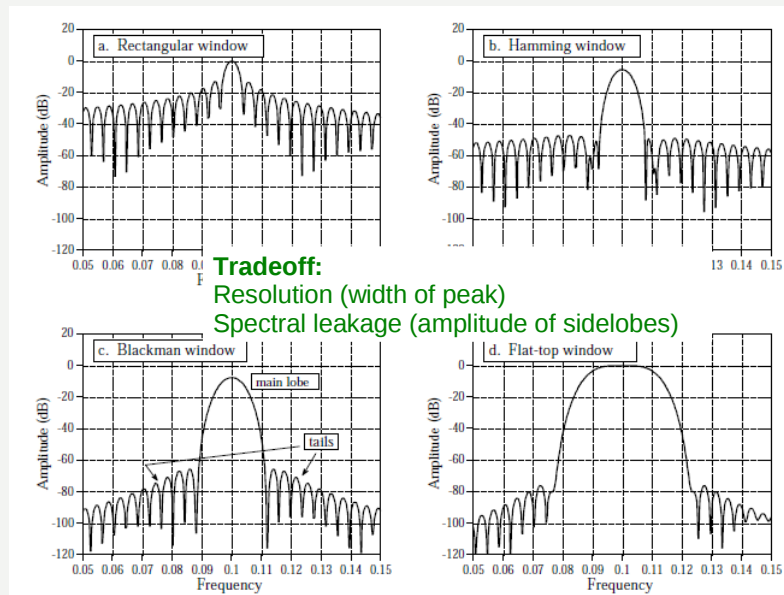 a. Rectangular window
b. Hamming window
20
0
-20
-40
-60
-80
-100
-120
Amplitude (dB)
20
0
-20
-40
-60
-80
-100
Amplitude (dB)
0.05 0.06 0.07 0.08
13 0.14 0.15
Tradeoff:
Resolution (width of peak)
Spectral leakage (amplitude of sidelobes)
c. Blackman window
d. Flat-top window
main lobe
tails
20
0
-20
-40
-60
-80
-100
-120
Amplitude (dB)
0.05 0.06 0.07 0.08 0.09 0.1 0.11 0.12 0.13 0.14 0.15
Frequency
0
-20
-40
-60
-80
-100
-120
Amplitude (dB)
0.05 0.06 0.07 0.08 0.09 0.1 0.11 0.12 0.13 0.14 0.15
Frequency